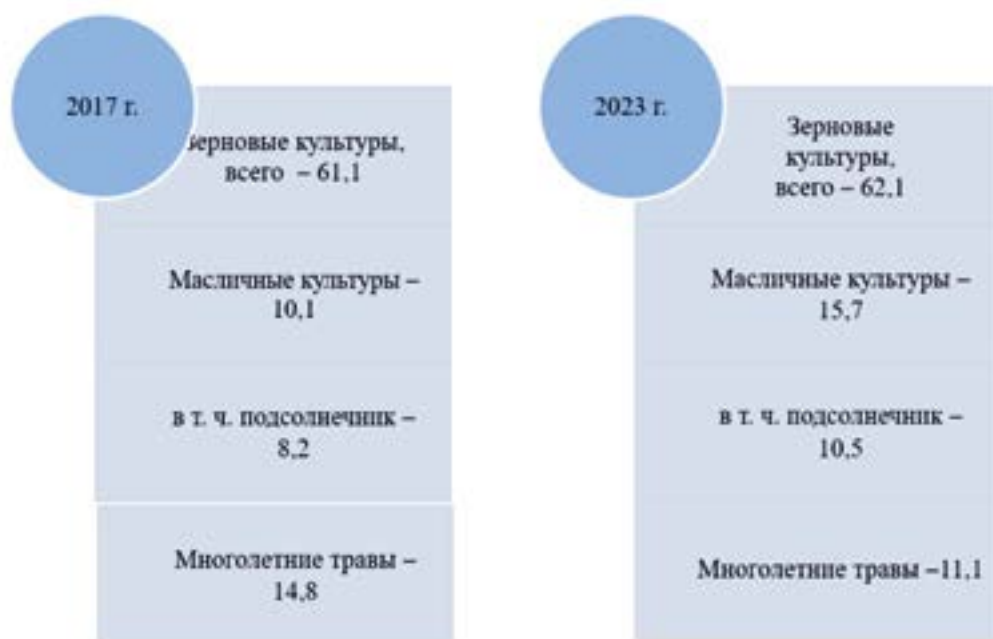 2017 г.
Зерновые культуры,
всего – 61,1
Масличные культуры –
10,1
в т. ч. подсолнечник –
8,2
Многолетние травы –
14,8
2023 г.
Зерновые
культуры,
всего – 62,1
Масличные культуры –
15,7
в т. ч. подсолнечник –
10,5
Многолетние травы –11,1